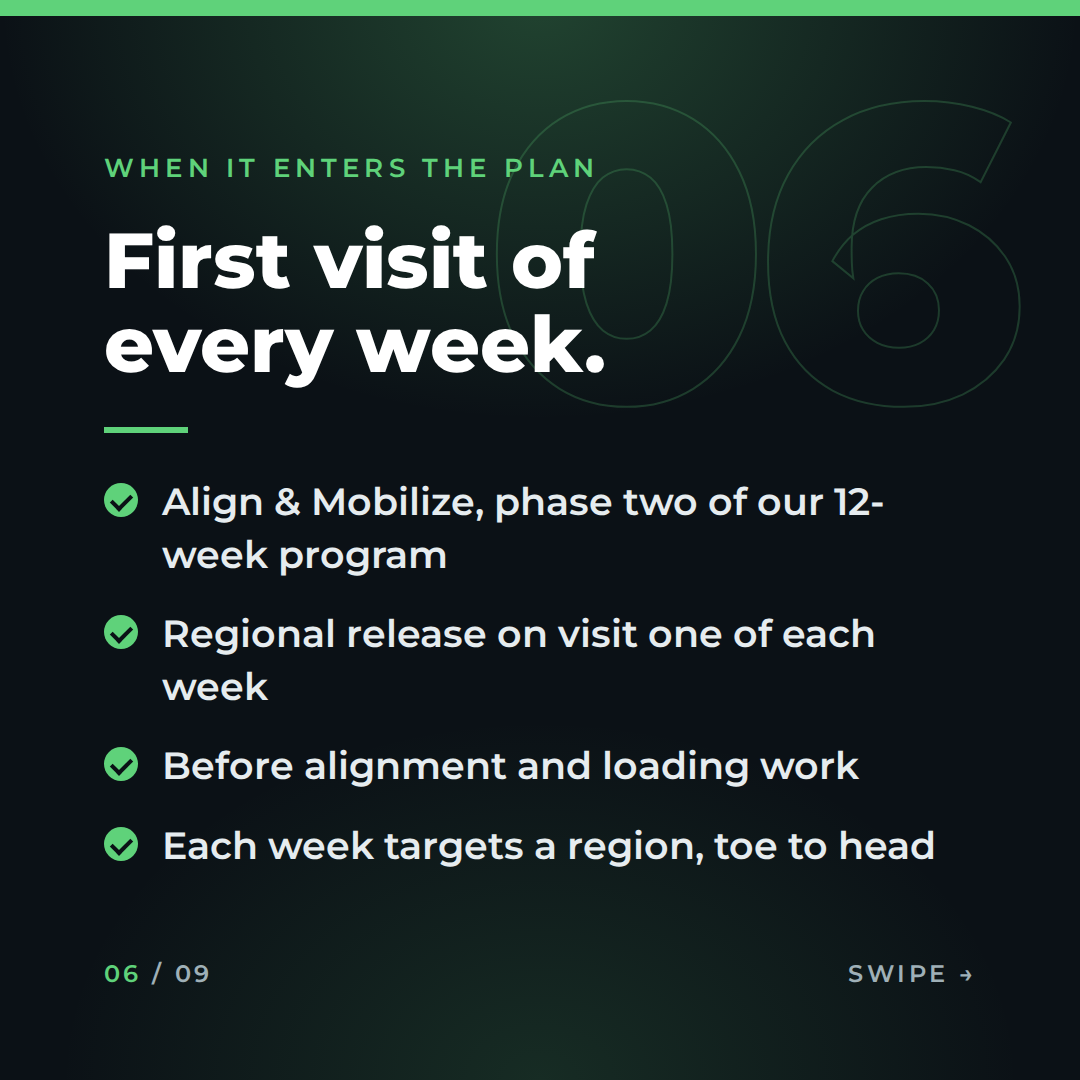 06
WHEN IT ENTERS THE PLAN
First visit of
every week.
Align & Mobilize, phase two of our 12-
week program
Regional release on visit one of each
week
Before alignment and loading work
Each week targets a region, toe to head
06 / 09
SWIPE →